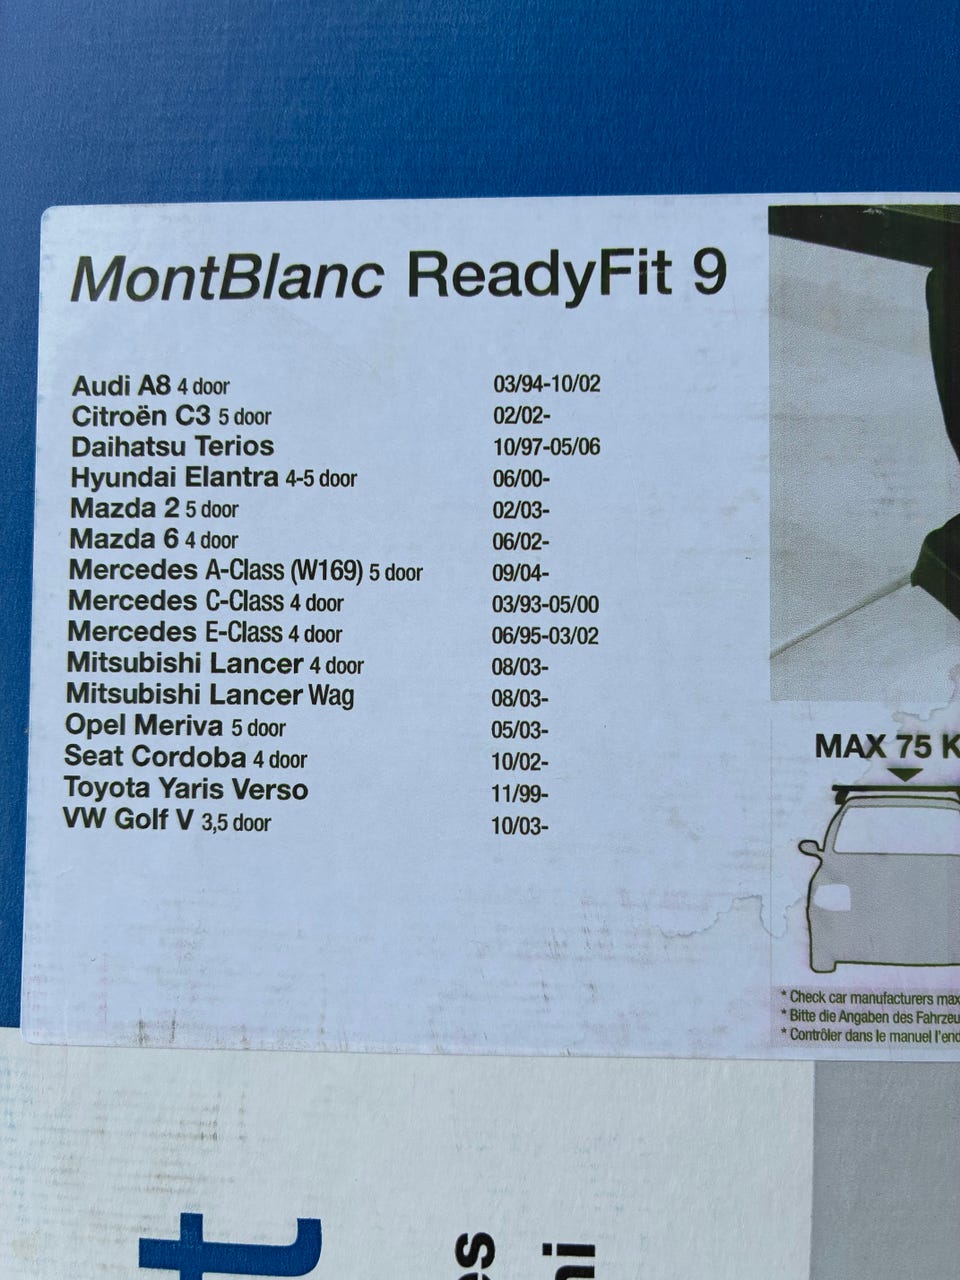 MontBlanc ReadyFit 9
Audi A8 4 door 03/94-10/02
Citroën C3 5 door 02/02-
Daihatsu Terios 10/97-05/06
Hyundai Elantra 4-5 door 06/00-
Mazda 2 5 door 02/03-
Mazda 6 4 door 06/02-
Mercedes A-Class (W169) 5 door 09/04-
Mercedes C-Class 4 door 03/93-05/00
Mercedes E-Class 4 door 06/95-03/02
Mitsubishi Lancer 4 door 08/03-
Mitsubishi Lancer Wag 08/03-
Opel Meriva 5 door 05/03-
Seat Cordoba 4 door 10/02-
Toyota Yaris Verso 11/99-
VW Golf V 3,5 door 10/03-
MAX 75 K
* Check car manufacturers max
* Bitte die Angaben des
* Contrôler dans le manuel